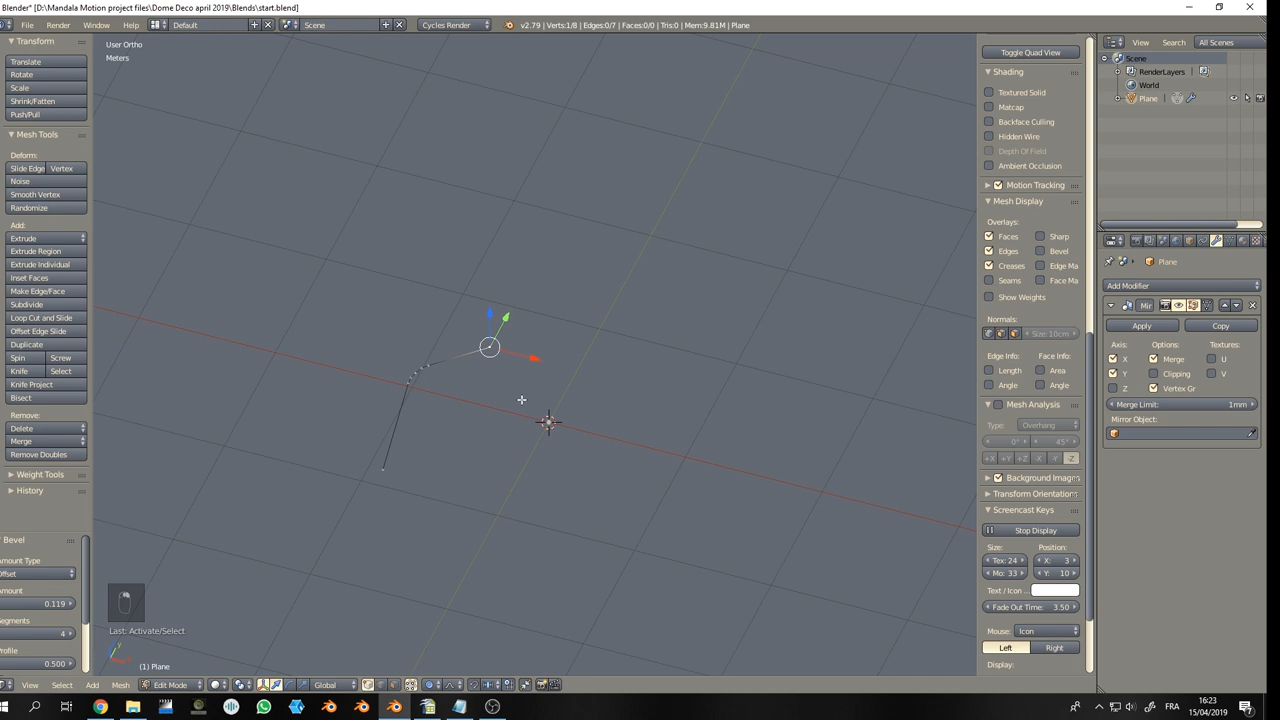 Blender* [D:\Mandala Motion project files\Dome Deco april 2019\Blends\start.blend]
File Render Window Help Default Scene Cycles Render v2.79 | Verts:1/8 | Edges:0/7 | Faces:0/0 | Tris:0 | Mem:9.81M | Plane
Transform
Translate
Rotate
Scale
Shrink/Fatten
Push/Pull
Mesh Tools
Deform:
Slide Edge Vertex
Noise
Smooth Vertex
Randomize
Add:
Extrude
Extrude Region
Extrude Individual
Inset Faces
Make Edge/Face
Subdivide
Loop Cut and Slide
Offset Edge Slide
Duplicate
Spin Screw
Knife Select
Knife Project
Bisect
Remove:
Delete
Merge
Remove Doubles
Weight Tools
History
Bevel
Amount Type
Offset
Amount
0.119
Segments
4
Profile
0.500
User Ortho
Meters
Last: Activate/Select
(1) Plane
View Select Add Mesh Edit Mode Global
Toggle Quad View
Shading
Textured Solid
Matcap
Backface Culling
Hidden Wire
Depth Of Field
Ambient Occlusion
Motion Tracking
Mesh Display
Overlays:
Faces Sharp
Edges Bevel
Creases Edge Ma
Seams Face Ma
Show Weights
Normals:
Size: 10cm
Edge Info: Face Info:
Length Area
Angle Angle
Mesh Analysis
Type: Overhang
0° 45°
+X +Y +Z -X -Y -Z
Background Images
Transform Orientations
Screencast Keys
Stop Display
Size: Position:
Tex: 24 X: 3
Mo: 33 Y: 10
Text / Icon ...
Fade Out Time: 3.50
Mouse: Icon
Left Right
Display:
View Search All Scenes
Scene
RenderLayers
World
Plane
Plane
Add Modifier
Mir
Apply Copy
Axis: Options: Textures:
X Merge U
Y Clipping V
Z Vertex Gr
Merge Limit: 1mm
Mirror Object:
FRA
16:23
15/04/2019